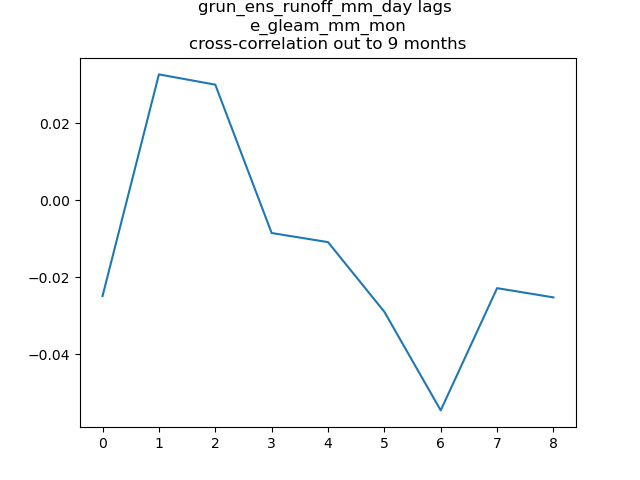 grun_ens_runoff_mm_day lags
e_gleam_mm_mon
cross-correlation out to 9 months
0.02
0.00
−0.02
−0.04
0 1 2 3 4 5 6 7 8